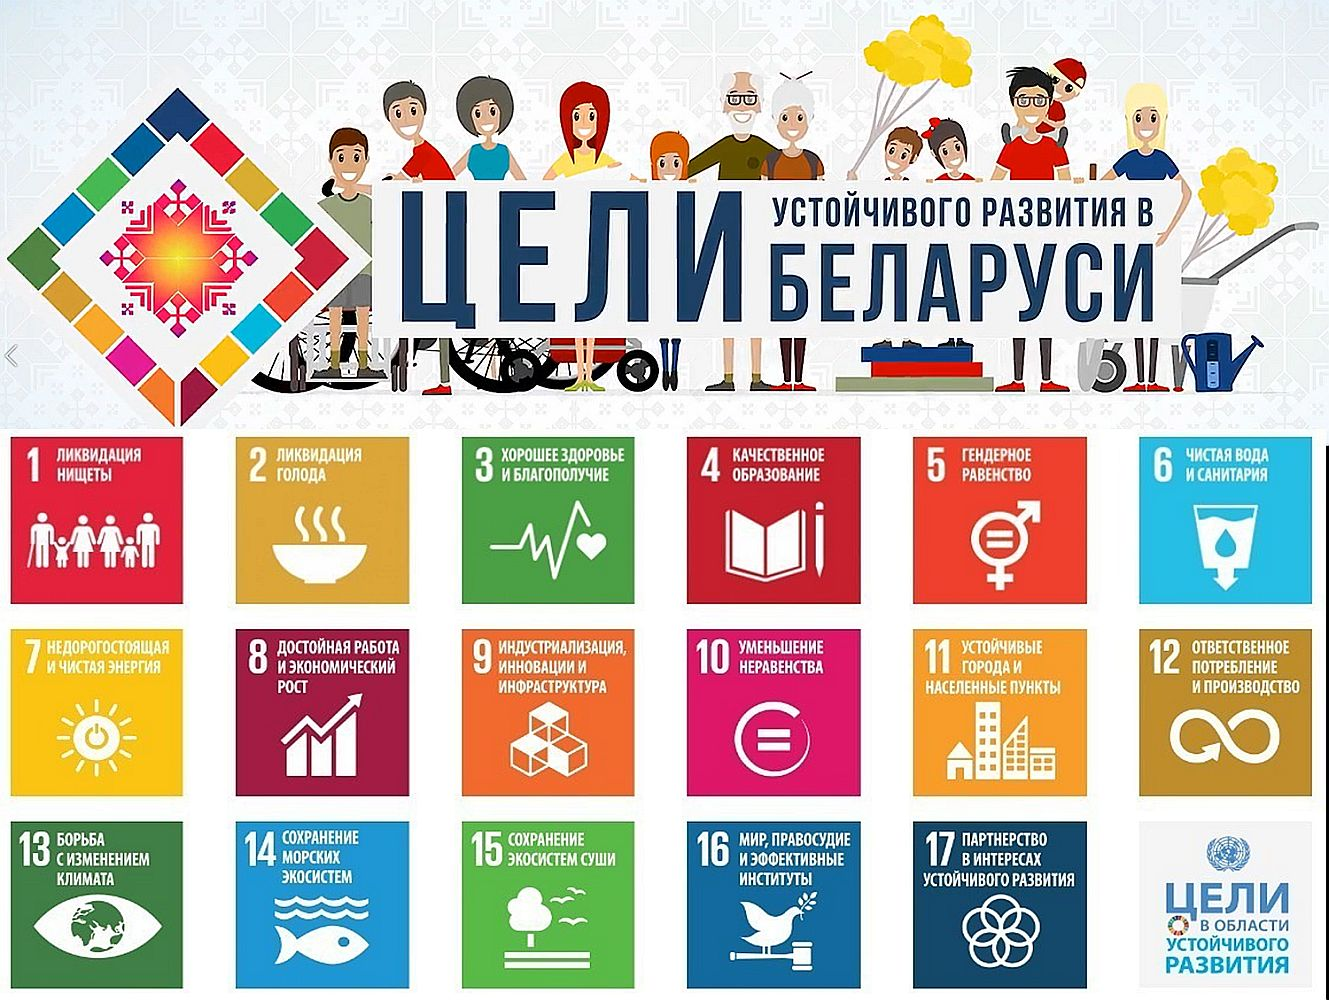 ЦЕЛИ
УСТОЙЧИВОГО РАЗВИТИЯ В
БЕЛАРУСИ
1 ЛИКВИДАЦИЯ
НИЩЕТЫ
2 ЛИКВИДАЦИЯ
ГОЛОДА
3 ХОРОШЕЕ ЗДОРОВЬЕ
И БЛАГОПОЛУЧИЕ
4 КАЧЕСТВЕННОЕ
ОБРАЗОВАНИЕ
5 ГЕНДЕРНОЕ
РАВЕНСТВО
6 ЧИСТАЯ ВОДА
И САНИТАРИЯ
7 НЕДОРОГОСТОЯЩАЯ
И ЧИСТАЯ ЭНЕРГИЯ
8 ДОСТОЙНАЯ РАБОТА
И ЭКОНОМИЧЕСКИЙ
РОСТ
9 ИНДУСТРИАЛИЗАЦИЯ,
ИННОВАЦИИ И
ИНФРАСТРУКТУРА
10 УМЕНЬШЕНИЕ
НЕРАВЕНСТВА
11 УСТОЙЧИВЫЕ
ГОРОДА И
НАСЕЛЕННЫЕ ПУНКТЫ
12 ОТВЕТСТВЕННОЕ
ПОТРЕБЛЕНИЕ
И ПРОИЗВОДСТВО
13 БОРЬБА
С ИЗМЕНЕНИЕМ
КЛИМАТА
14 СОХРАНЕНИЕ
МОРСКИХ
ЭКОСИСТЕМ
15 СОХРАНЕНИЕ
ЭКОСИСТЕМ СУШИ
16 МИР, ПРАВОСУДИЕ
И ЭФФЕКТИВНЫЕ
ИНСТИТУТЫ
17 ПАРТНЕРСТВО
В ИНТЕРЕСАХ
УСТОЙЧИВОГО РАЗВИТИЯ
ЦЕЛИ
В ОБЛАСТИ
УСТОЙЧИВОГО
РАЗВИТИЯ